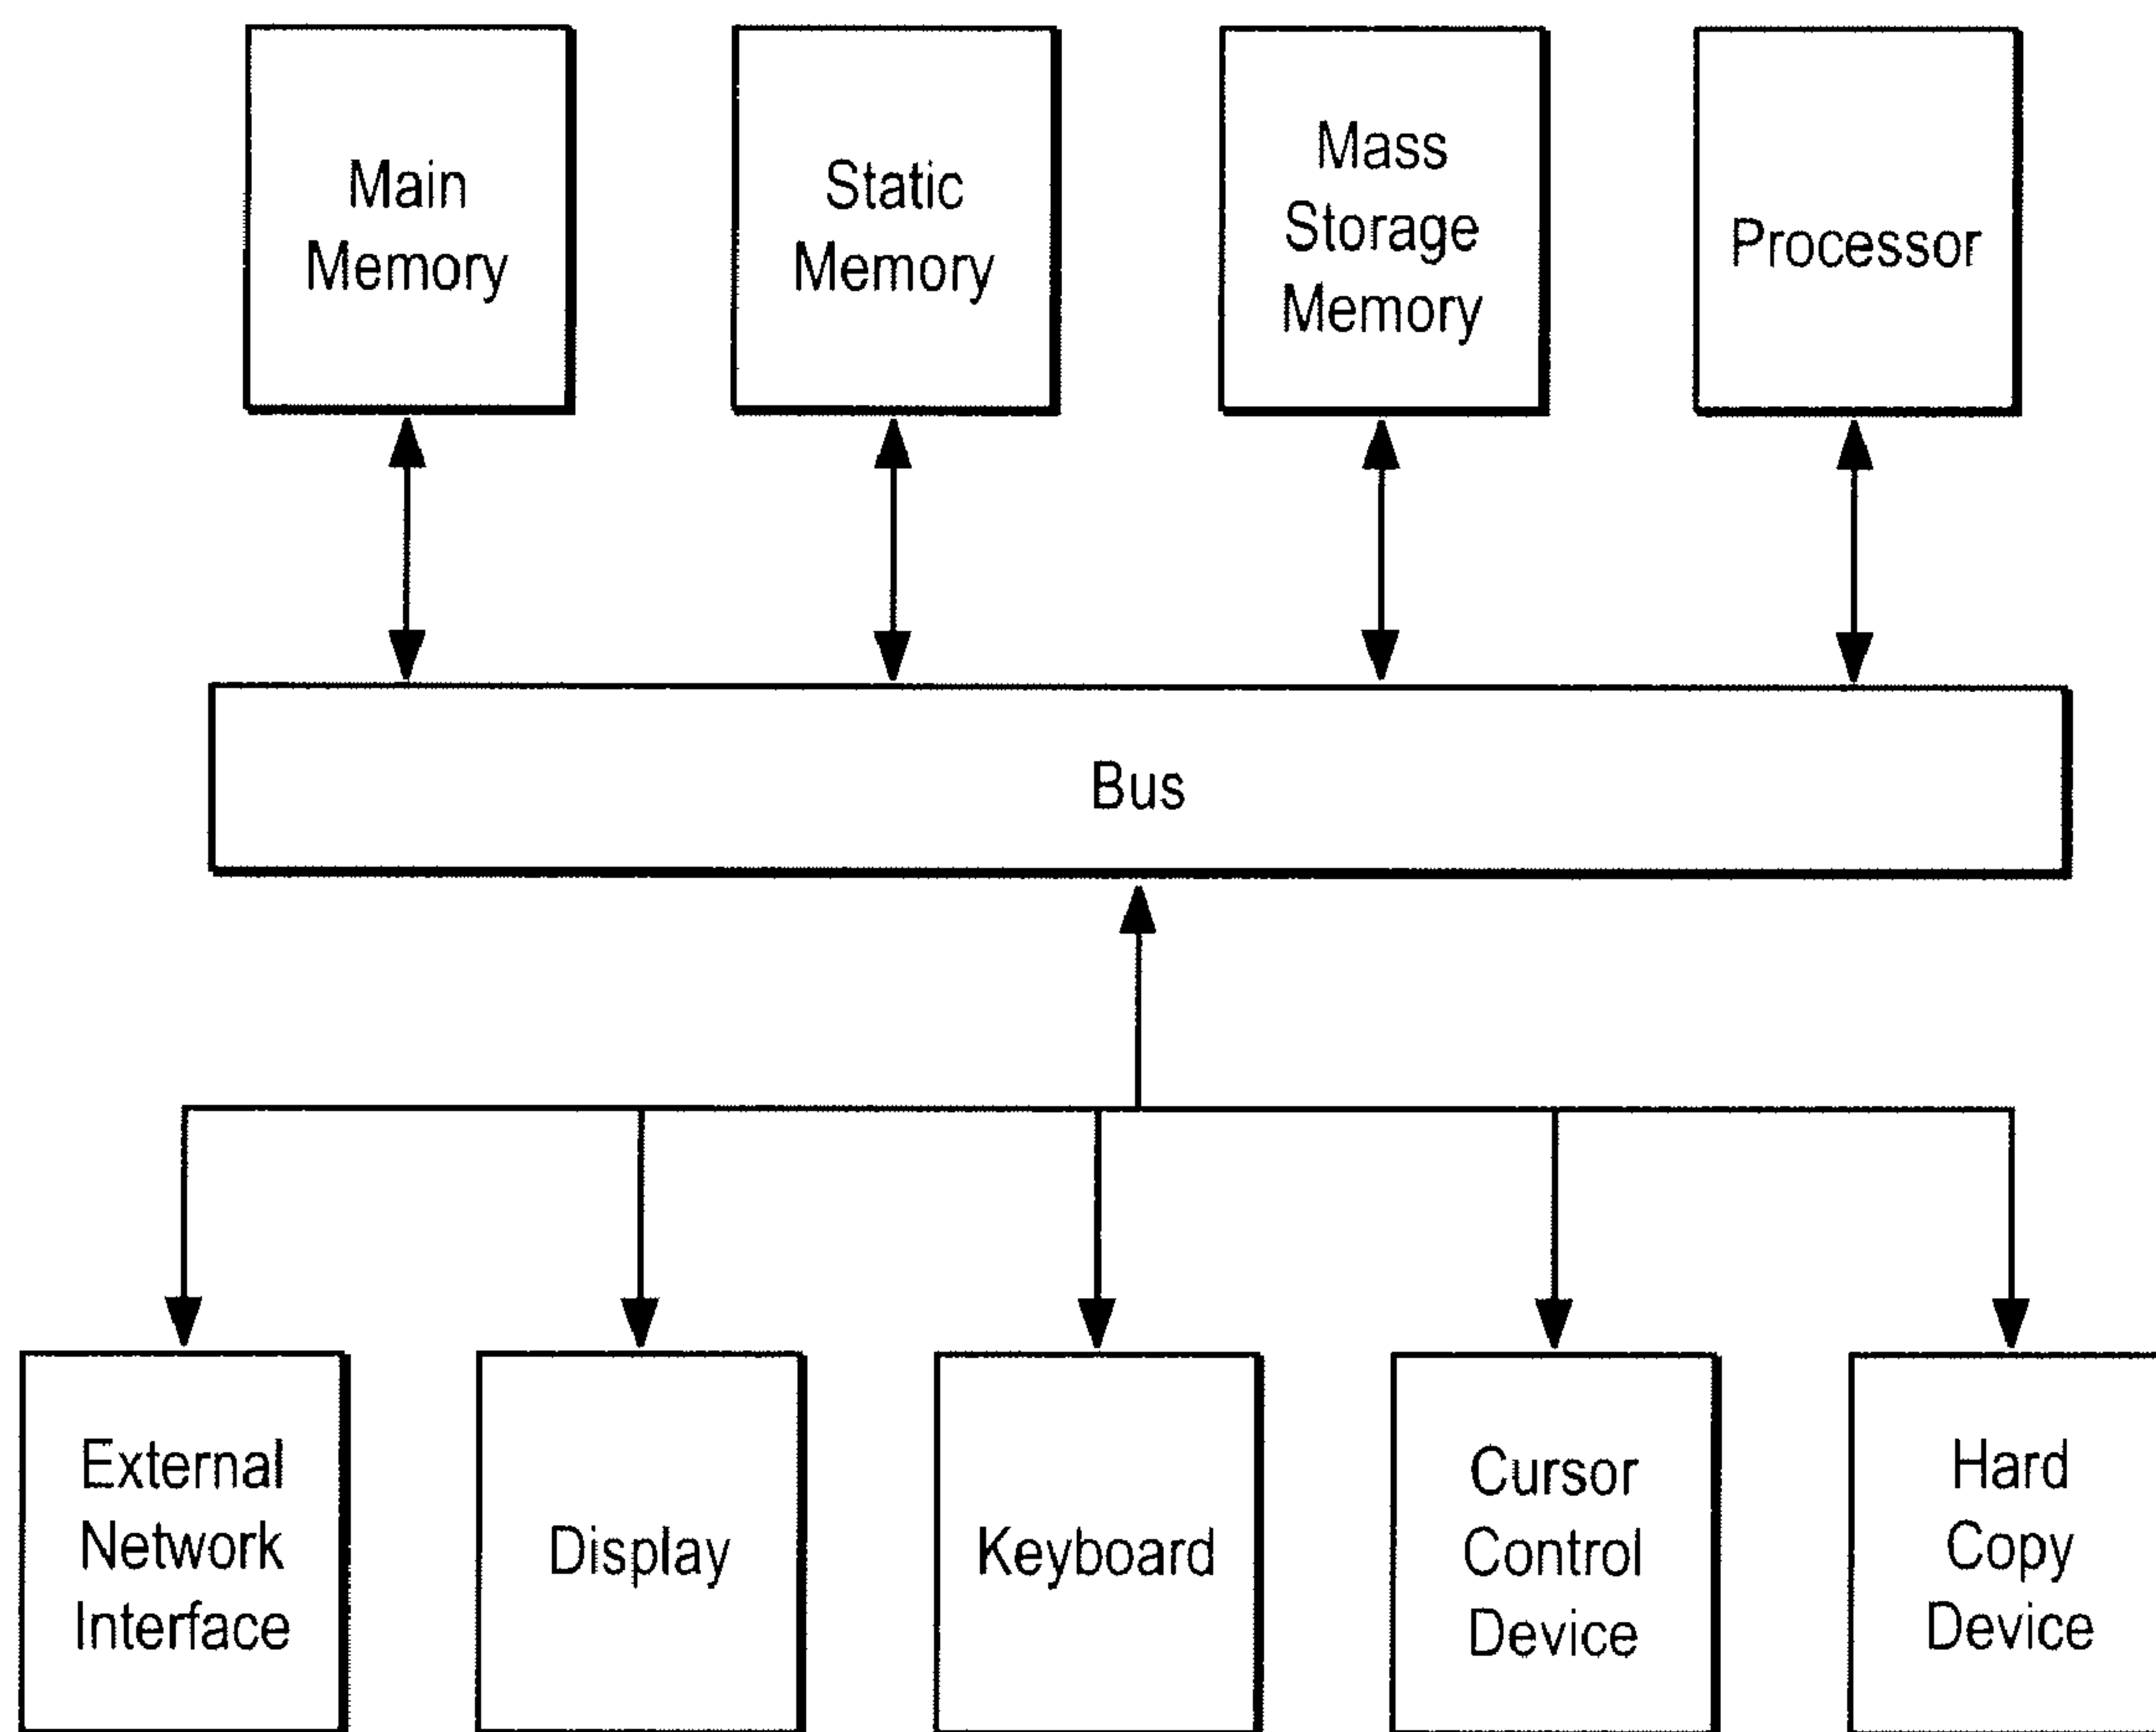 Main
Memory
Static
Memory
Mass
Storage
Memory
Processor
Bus
External
Network
Interface
Display
Keyboard
Cursor
Control
Device
Hard
Copy
Device